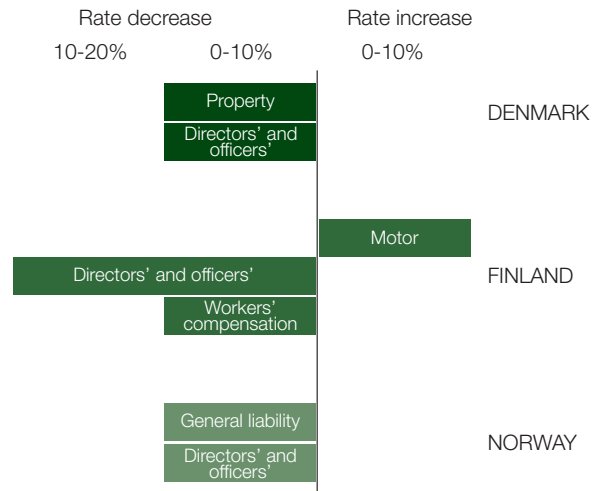 Rate decrease
Rate increase
10-20%
0-10%
0-10%
Property
DENMARK
Directors’ and
officers’
Motor
Directors’ and officers’
FINLAND
Workers’
compensation
General liability
NORWAY
Directors’ and
officers’